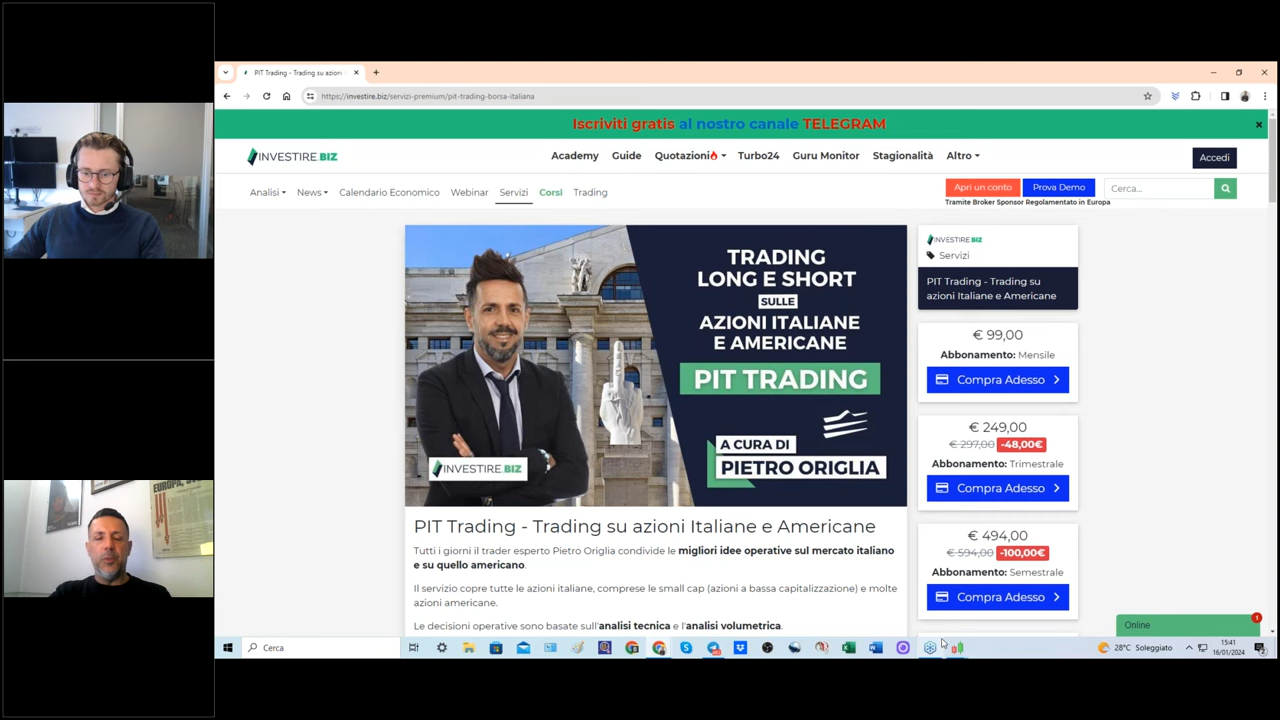 PIT Trading - Trading su azioni
https://investire.biz/servizi-premium/pit-trading-borsa-italiana
Iscriviti gratis al nostro canale TELEGRAM
INVESTIRE.BIZ
Academy Guide Quotazioni Turbo24 Guru Monitor Stagionalità Altro
Accedi
Analisi News Calendario Economico Webinar Servizi Corsi Trading
Apri un conto Prova Demo Cerca...
Tramite Broker Sponsor Regolamentato in Europa
TRADING
LONG E SHORT
SULLE
AZIONI ITALIANE
E AMERICANE
PIT TRADING
A CURA DI
PIETRO ORIGLIA
INVESTIRE.BIZ
INVESTIRE.BIZ
Servizi
PIT Trading - Trading su
azioni Italiane e Americane
€ 99,00
Abbonamento: Mensile
Compra Adesso
€ 249,00
€ 297,00 -48,00€
Abbonamento: Trimestrale
Compra Adesso
€ 494,00
€ 594,00 -100,00€
Abbonamento: Semestrale
Compra Adesso
PIT Trading - Trading su azioni Italiane e Americane
Tutti i giorni il trader esperto Pietro Origlia condivide le migliori idee operative sul mercato italiano
e su quello americano.
Il servizio copre tutte le azioni italiane, comprese le small cap (azioni a bassa capitalizzazione) e molte
azioni americane.
Le decisioni operative sono basate sull'analisi tecnica e l'analisi volumetrica.
Online
1
EUROPA,
Cerca
28°C Soleggiato
15:41
16/01/2024